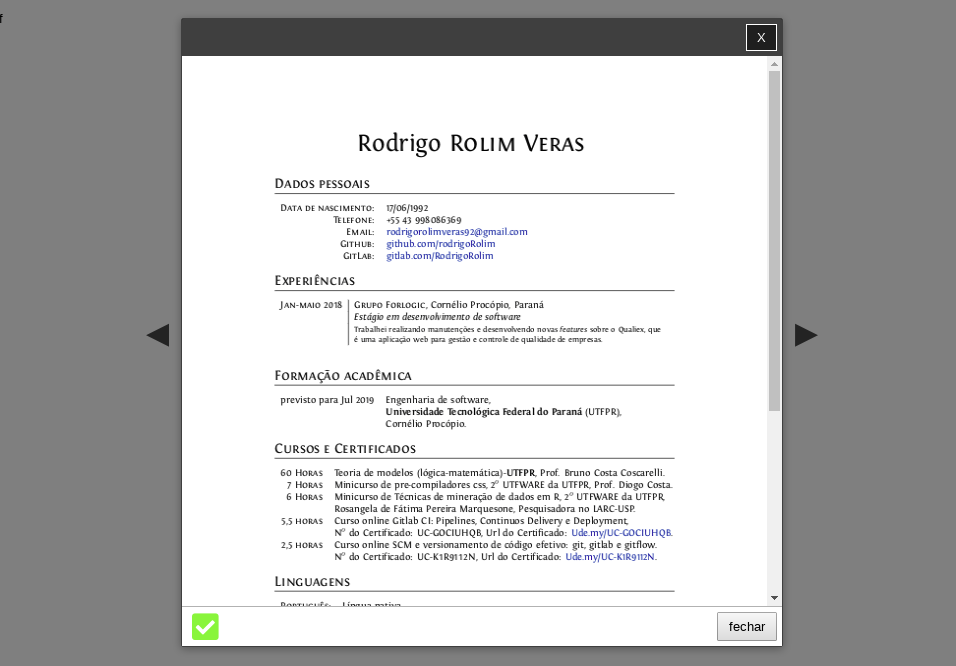 f
X
Rodrigo Rolim Veras
Dados pessoais
Data de nascimento: 17/06/1992
Telefone: +55 43 998086369
Email: rodrigorolimveras92@gmail.com
Github: github.com/rodrigoRolim
GitLab: gitlab.com/RodrigoRolim
Experiências
Jan-maio 2018 Grupo Forlogic, Cornélio Procópio, Paraná
Estágio em desenvolvimento de software
Trabalhei realizando manutenções e desenvolvendo novas features sobre o Qualiex, que
é uma aplicação web para gestão e controle de qualidade de empresas.
Formação acadêmica
previsto para Jul 2019 Engenharia de software,
Universidade Tecnológica Federal do Paraná (UTFPR),
Cornélio Procópio.
Cursos e Certificados
60 Horas Teoria de modelos (lógica-matemática)-UTFPR, Prof. Bruno Costa Coscarelli.
7 Horas Minicurso de pre-compiladores css, 2° UTFWARE da UTFPR, Prof. Diogo Costa.
6 Horas Minicurso de Técnicas de mineração de dados em R, 2° UTFWARE da UTFPR,
Rosangela de Fátima Pereira Marquesone, Pesquisadora no LARC-USP.
5,5 horas Curso online Gitlab CI: Pipelines, Continuos Delivery e Deployment,
N° do Certificado: UC-GOCIUHQB, Url do Certificado: Ude.my/UC-GOCIUHQB.
2,5 horas Curso online SCM e versionamento de código efetivo: git, gitlab e gitflow.
N° do Certificado: UC-K1R9112N, Url do Certificado: Ude.my/UC-K1R9112N.
Linguagens
Português: Língua nativa
fechar